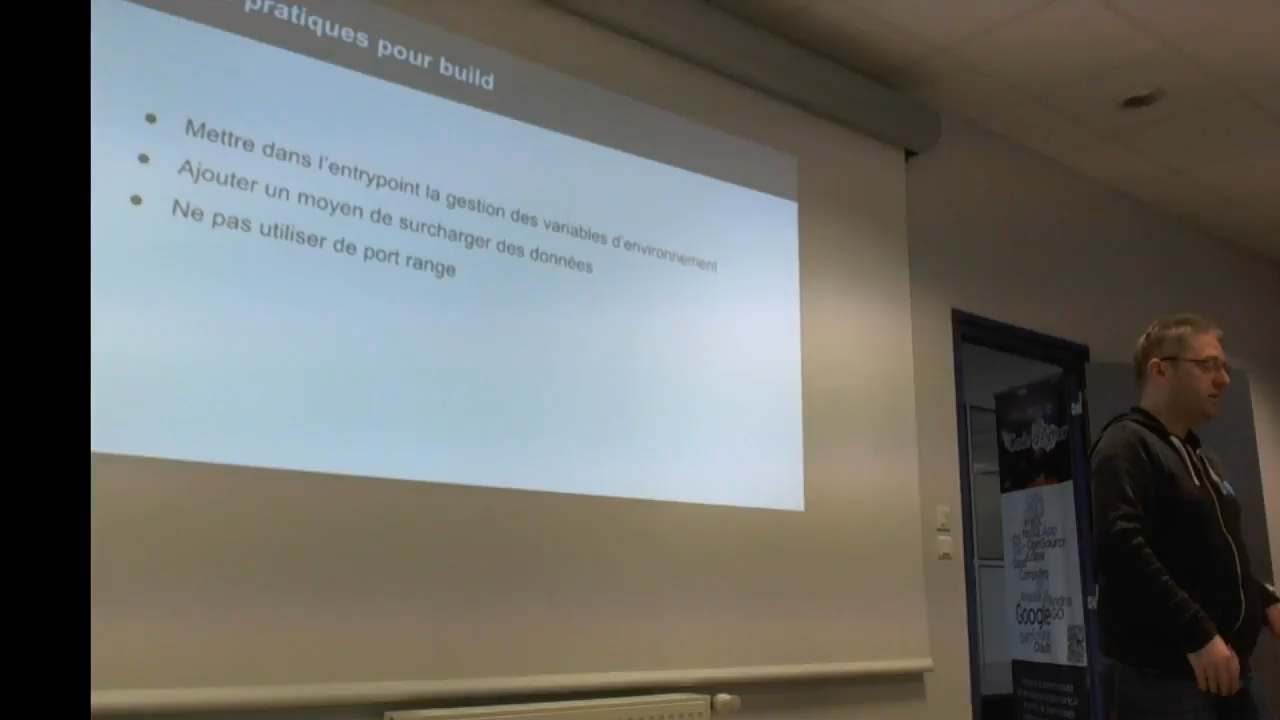 pratiques pour build
Mettre dans l'entrypoint la gestion des variables d'environnement
Ajouter un moyen de surcharger des données
Ne pas utiliser de port range
Google